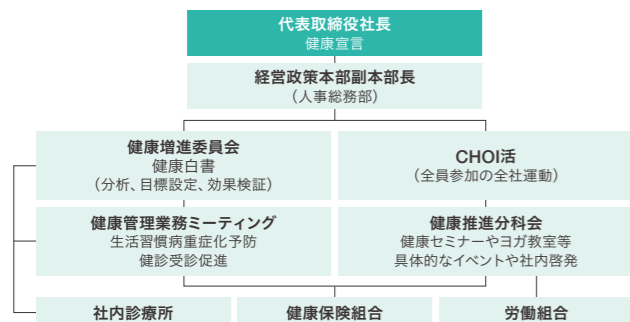 代表取締役社長
健康宣言
経営政策本部副本部長
（人事総務部）
健康増進委員会
健康白書
（分析、目標設定、効果検証）
CHOI活
（全員参加の全社運動）
健康管理業務ミーティング
生活習慣病重症化予防
健診受診促進
健康推進分科会
健康セミナーやヨガ教室等
具体的なイベントや社内啓発
社内診療所
健康保険組合
労働組合